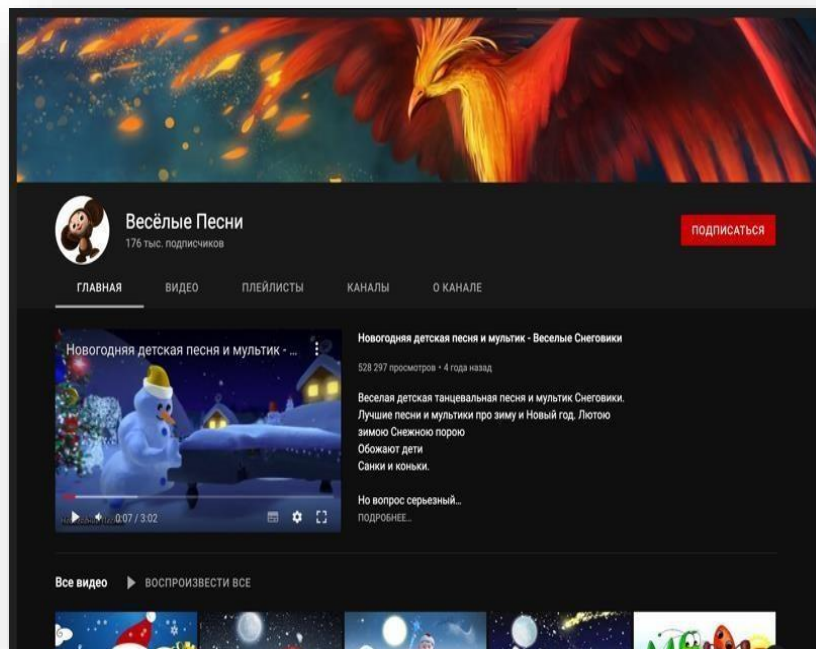 Весёлые Песни
176 тыс. подписчиков
ПОДПИСАТЬСЯ
ГЛАВНАЯ ВИДЕО ПЛЕЙЛИСТЫ КАНАЛЫ О КАНАЛЕ
Новогодняя детская песня и мультик - ...
0:07 / 3:02
Новогодняя детская песня и мультик - Веселые Снеговики
528 297 просмотров • 4 года назад
Веселая детская танцевальная песня и мультик Снеговики.
Лучшие песни и мультики про зиму и Новый год. Лютою
зимою Снежною порою
Обожают дети
Санки и коньки.
Но вопрос серьезный...
ПОДРОБНЕЕ...
Все видео ВОСПРОИЗВЕСТИ ВСЕ